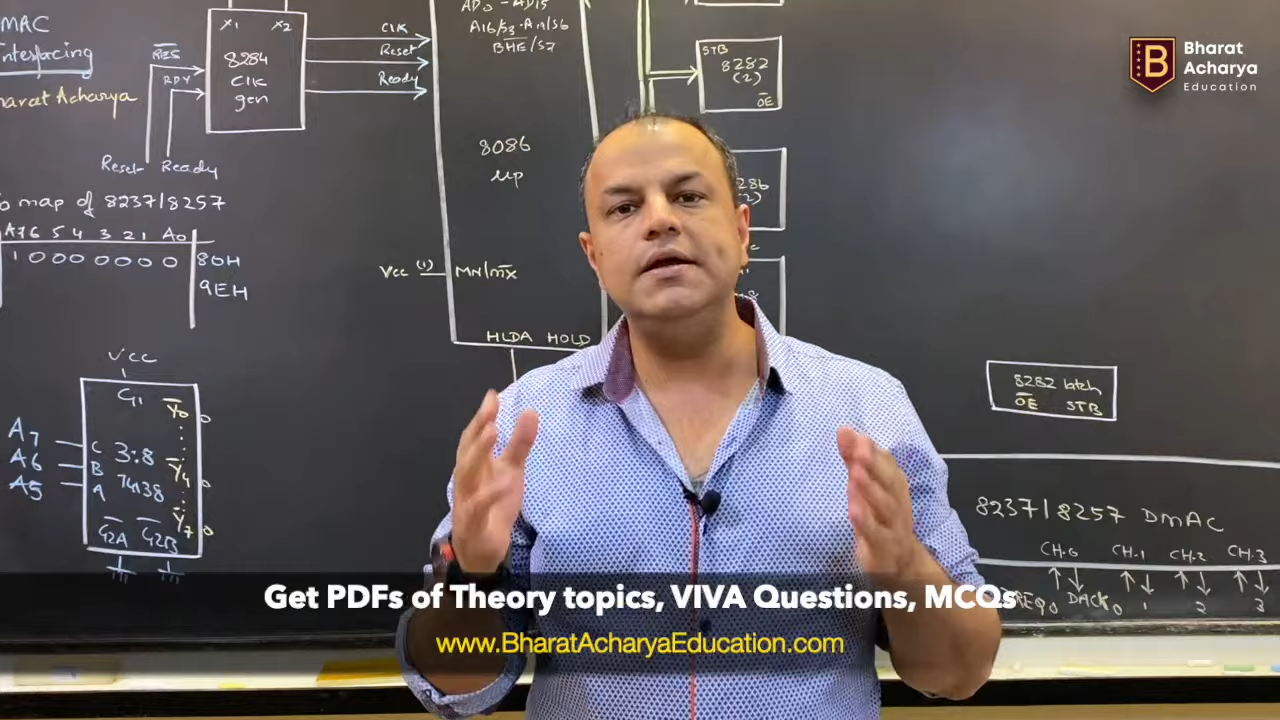 MAC
interfacing
harat Acharya
RES
RDY
Reset Ready
X1 X2
8284
CLK
gen
CLK
Reset
Ready
AD0 - AD15
A16/S3 - A19/S6
BHE/S7
8086
μp
Vcc (1)
MN/MX
HLDA HOLD
STB
8282
(2)
OE
Bharat
Acharya
Education
map of 8237/8257
A7 6 5 4 3 2 1 A0
1 0 0 0 0 0 0 0 80H
9EH
Vcc
G1
A7
A6
A5
C
B
A
3:8
74138
Y0
Y4
Y7
G2A G2B
8282 latch
OE STB
8237/8257 DMAC
CH.0 CH.1 CH.2 CH.3
REQ0 DACK0 1 2 3
Get PDFs of Theory topics, VIVA Questions, MCQs
www.BharatAcharyaEducation.com